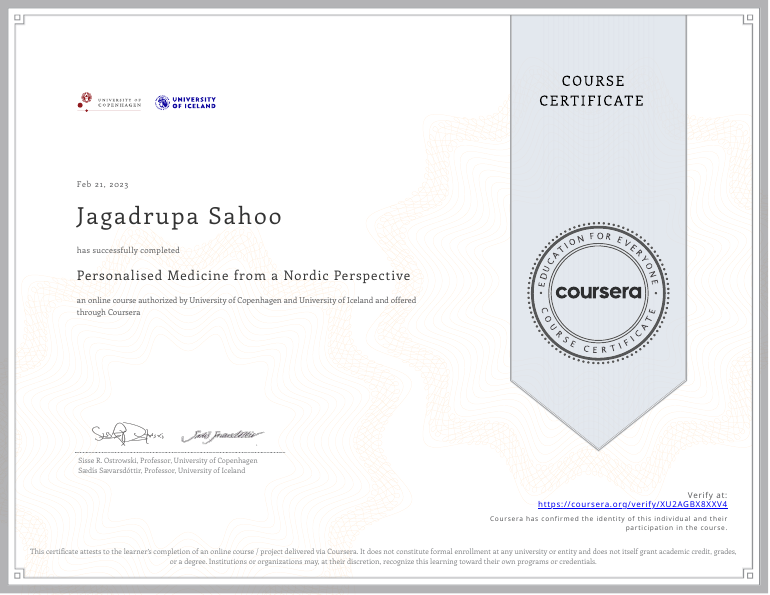 COURSE
CERTIFICATE
UNIVERSITY OF
COPENHAGEN
UNIVERSITY
OF ICELAND
Feb 21, 2023
Jagadrupa Sahoo
has successfully completed
Personalised Medicine from a Nordic Perspective
an online course authorized by University of Copenhagen and University of Iceland and offered
through Coursera
EDUCATION FOR EVERYONE
coursera
COURSE CERTIFICATE
Sisse R. Ostrowski, Professor, University of Copenhagen
Sædís Sævarsdóttir, Professor, University of Iceland
Verify at:
https://coursera.org/verify/XU2AGBX8XXV4
Coursera has confirmed the identity of this individual and their
participation in the course.
This certificate attests to the learner's completion of an online course / project delivered via Coursera. It does not constitute formal enrollment at any university or entity and does not itself grant academic credit, grades,
or a degree. Institutions or organizations may, at their discretion, recognize this learning toward their own programs or credentials.